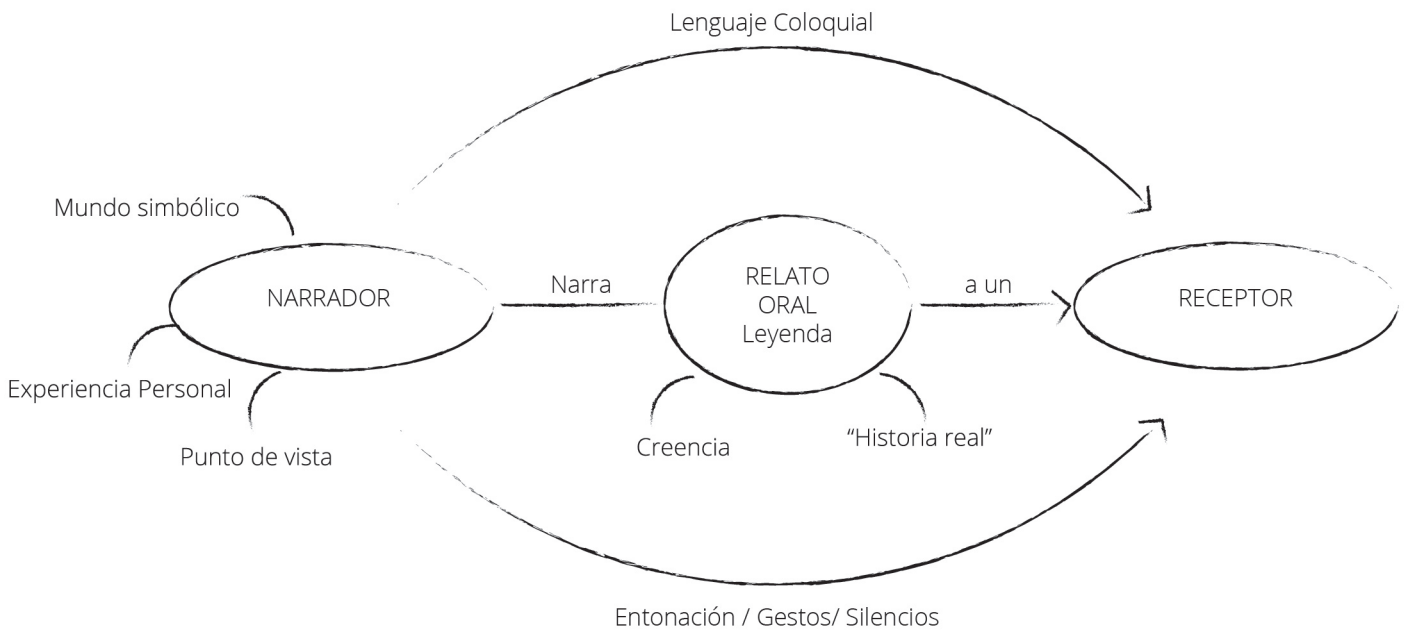 Lenguaje Coloquial
Mundo simbólico
NARRADOR
Narra
RELATO
ORAL
Leyenda
a un
RECEPTOR
Experiencia Personal
Punto de vista
Creencia
“Historia real”
Entonación / Gestos/ Silencios